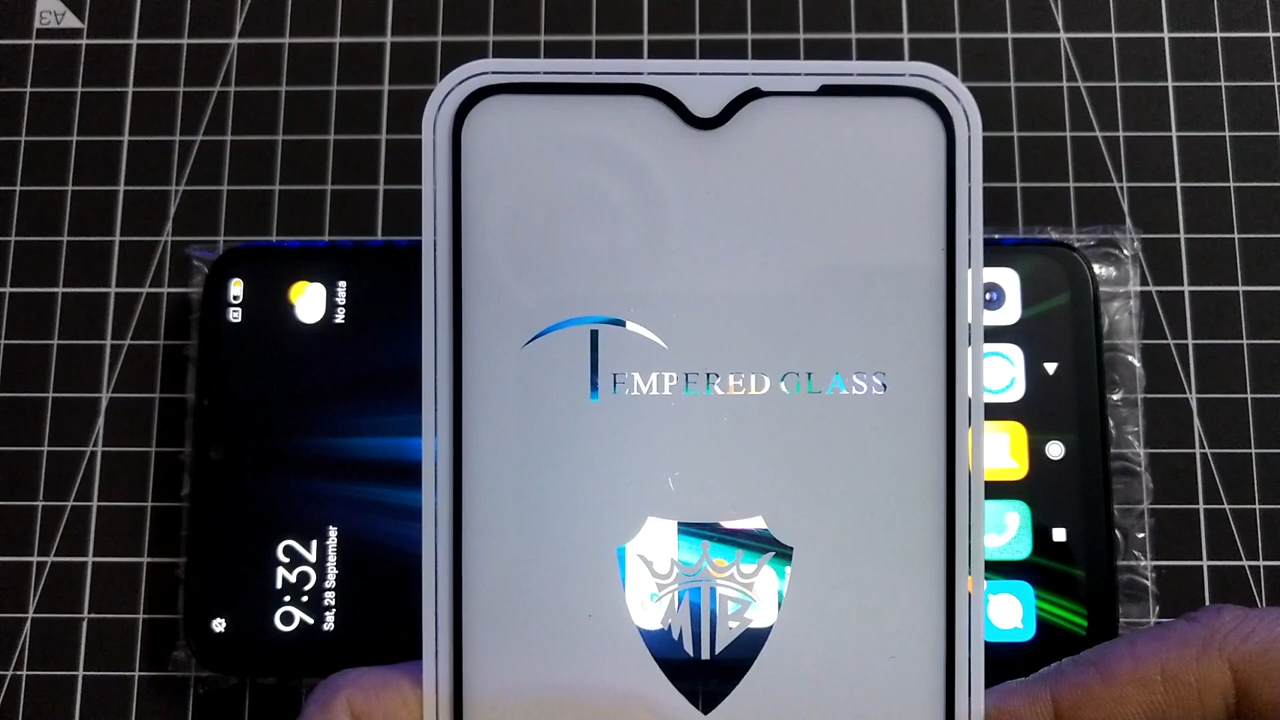 A3
TEMPERED GLASS
MTB
No data
9:32
Sat, 28 September